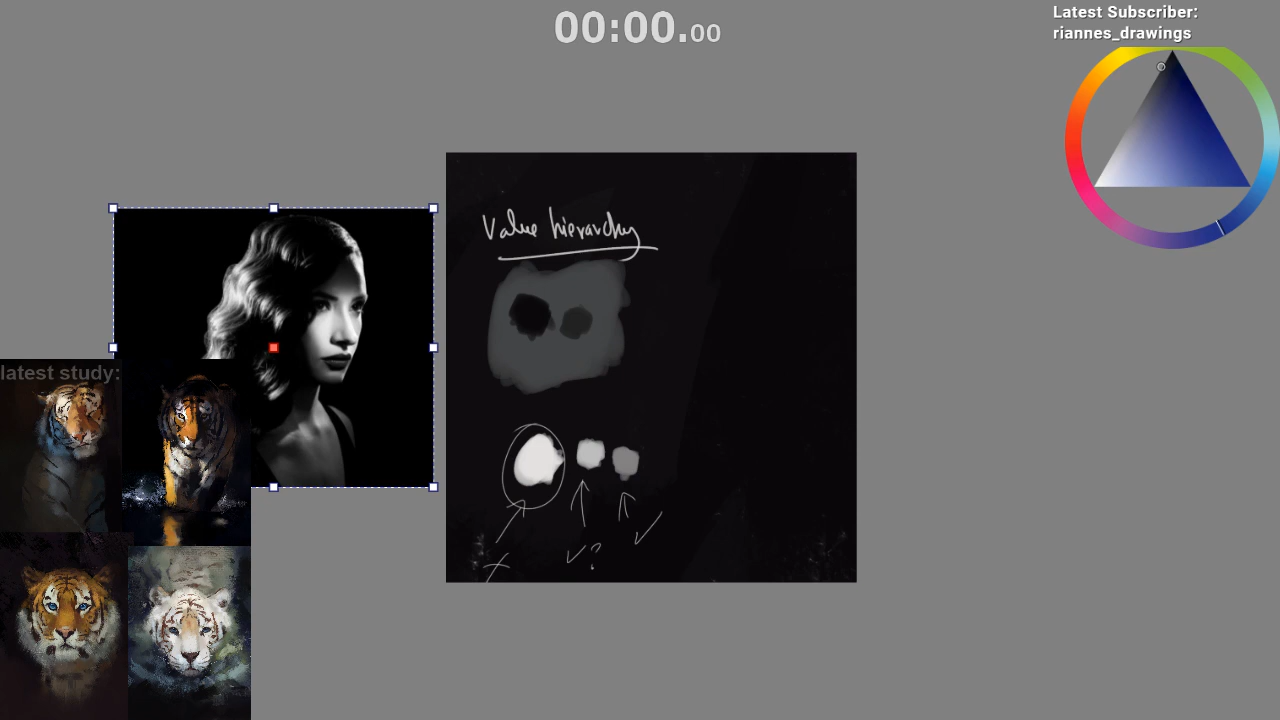 00:00.00
Latest Subscriber:
riannes_drawings
Value hierarchy
latest study:
?